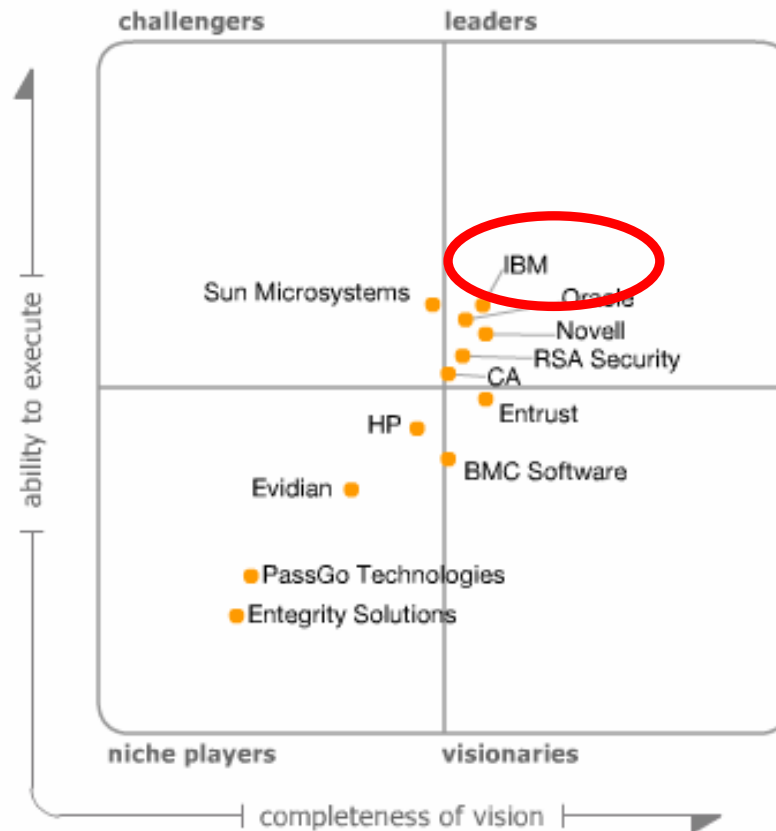 challengers
leaders
IBM
Sun Microsystems
Oracle
Novell
RSA Security
CA
Entrust
HP
BMC Software
Evidian
PassGo Technologies
Entegrity Solutions
niche players
visionaries
ability to execute
completeness of vision